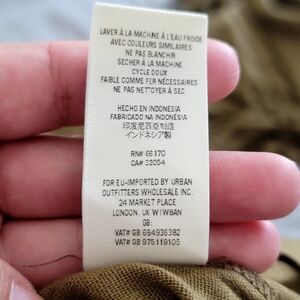 LAVER À LA MACHINE À L'EAU FROIDE
AVEC COULEURS SIMILAIRES
NE PAS BLANCHIR
SECHER À LA MACHINE
CYCLE DOUX
FAIBLE COMME FER NÉCESSAIRES
NE PAS NETTOYER À SEC
HECHO EN INDONESIA
FABRICADO NA INDONÉSIA
印度尼西亚制造
インドネシア製
RN# 66170
CA# 32054
FOR EU-IMPORTED BY URBAN
OUTFITTERS WHOLESALE INC.
24 MARKET PLACE
LONDON, UK W1W8AN
GB:
VAT# GB 684936382
VAT# GB 975119105